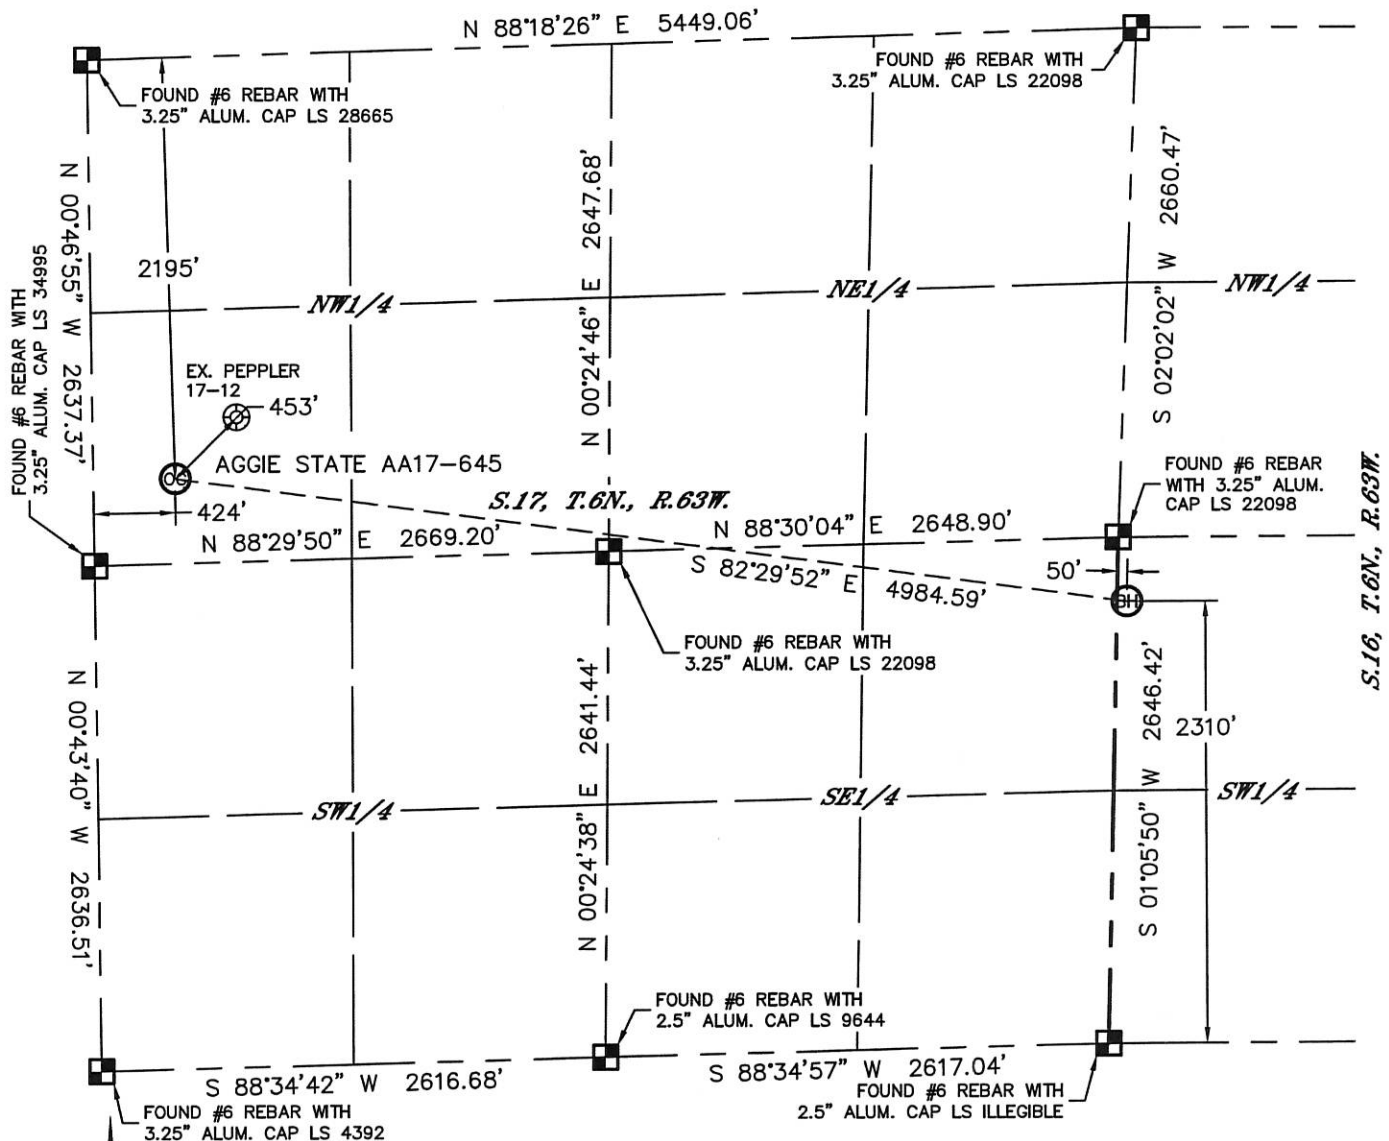 N 88°18'26" E 5449.06'
FOUND #6 REBAR WITH
3.25" ALUM. CAP LS 28665
FOUND #6 REBAR WITH
3.25" ALUM. CAP LS 22098
N 00°46'55" W 2637.37'
FOUND #6 REBAR WITH
3.25" ALUM. CAP LS 34995
2195'
N 00°24'46" E 2647.68'
S 02°02'02" W 2660.47'
NW1/4
NE1/4
NW1/4
EX. PEPPLER
17-12
453'
OG
AGGIE STATE AA17-645
424'
S.17, T.6N., R.63W.
FOUND #6 REBAR
WITH 3.25" ALUM.
CAP LS 22098
S.16, T.6N., R.63W.
N 88°29'50" E 2669.20'
N 88°30'04" E 2648.90'
S 82°29'52" E 4984.59'
50'
BH
FOUND #6 REBAR WITH
3.25" ALUM. CAP LS 22098
N 00°43'40" W 2636.51'
N 00°24'38" E 2641.44'
S 01°05'50" W 2646.42'
2310'
SW1/4
SE1/4
SW1/4
FOUND #6 REBAR WITH
2.5" ALUM. CAP LS 9644
S 88°34'42" W 2616.68'
S 88°34'57" W 2617.04'
FOUND #6 REBAR WITH
2.5" ALUM. CAP LS ILLEGIBLE
FOUND #6 REBAR WITH
3.25" ALUM. CAP LS 4392